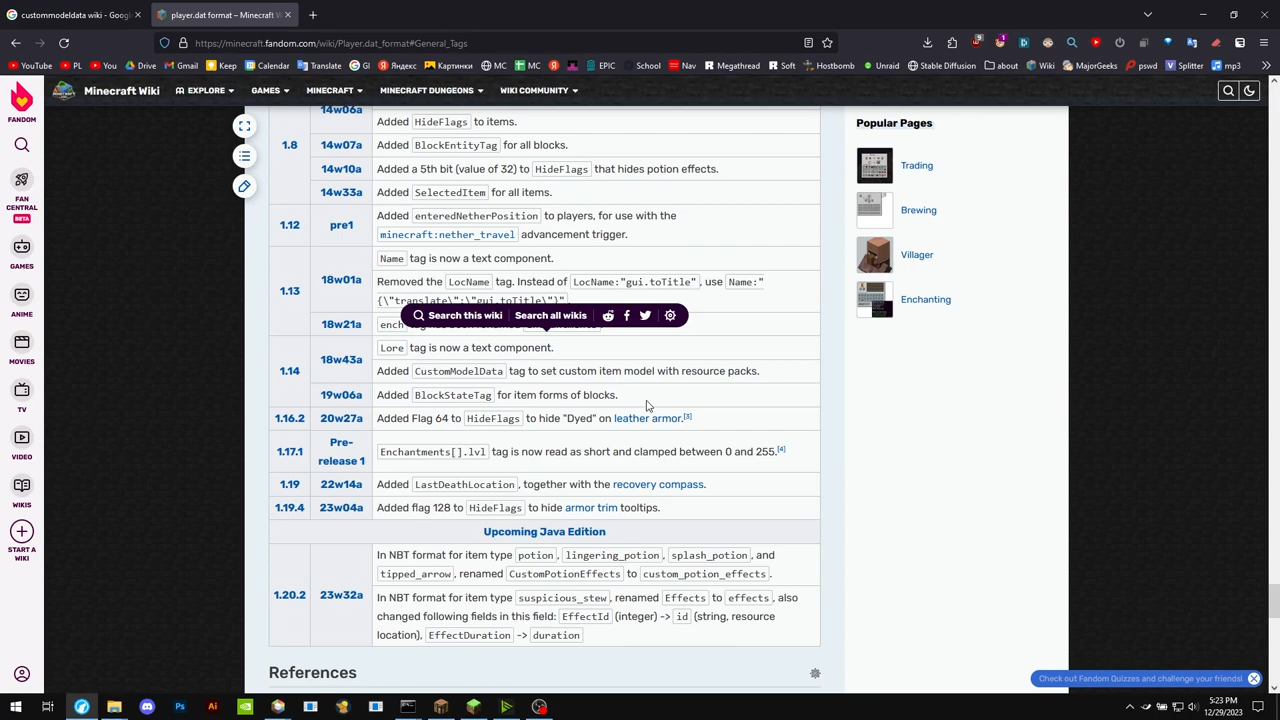 custommodeldata wiki - Google
player.dat format – Minecraft W
https://minecraft.fandom.com/wiki/Player.dat_format#General_Tags
YouTube PL You Drive Gmail Keep Calendar Translate GI Яндекс Картинки MC MC EPIC School Nav Megathread Soft Hostbomb Unraid Stable Diffusion Wiki MajorGeeks pswd Splitter mp3
Minecraft Wiki EXPLORE GAMES MINECRAFT MINECRAFT DUNGEONS WIKI COMMUNITY
FANDOM
FAN CENTRAL
BETA
GAMES
ANIME
MOVIES
TV
VIDEO
WIKIS
START A WIKI
14w06a
Added HideFlags to items.
1.8
14w07a Added BlockEntityTag for all blocks.
14w10a Added a 5th bit (value of 32) to HideFlags that hides potion effects.
14w33a Added SelectedItem for all items.
1.12 pre1 Added enteredNetherPosition to players, for use with the
minecraft:nether_travel advancement trigger.
Name tag is now a text component.
1.13 18w01a Removed the LocName tag. Instead of LocName:"gui.toTitle", use Name:"
{\"translate\":\"gui.toTitle\"}"
Search this wiki Search all wikis
18w21a ench
Lore tag is now a text component.
1.14 18w43a
Added CustomModelData tag to set custom item model with resource packs.
19w06a Added BlockStateTag for item forms of blocks.
1.16.2 20w27a Added Flag 64 to HideFlags to hide "Dyed" on leather armor.[3]
1.17.1 Pre-release 1 Enchantments[].lvl tag is now read as short and clamped between 0 and 255.[4]
1.19 22w14a Added LastDeathLocation, together with the recovery compass.
1.19.4 23w04a Added flag 128 to HideFlags to hide armor trim tooltips.
Upcoming Java Edition
1.20.2 23w32a
In NBT format for item type potion, lingering_potion, splash_potion, and
tipped_arrow, renamed CustomPotionEffects to custom_potion_effects.
In NBT format for item type suspicious_stew, renamed Effects to effects, also
changed following fields in this field: EffectId (integer) -> id (string, resource
location), EffectDuration -> duration
References
Popular Pages
Trading
Brewing
Villager
Enchanting
Check out Fandom Quizzes and challenge your friends!
5:23 PM
12/29/2023